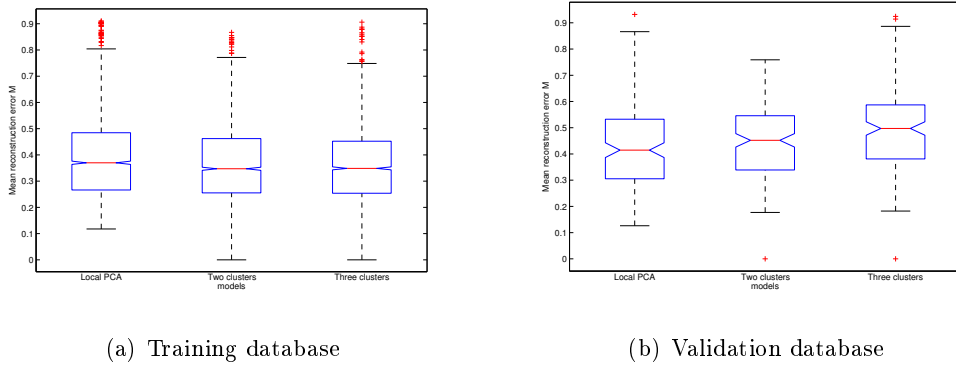 Mean reconstruction error M
0.9
0.8
0.7
0.6
0.5
0.4
0.3
0.2
0.1
0
Local PCA
Two clusters
Three clusters
models
(a) Training database
Mean reconstruction error M
0.9
0.8
0.7
0.6
0.5
0.4
0.3
0.2
0.1
0
Local PCA
Two clusters
Three clusters
models
(b) Validation database